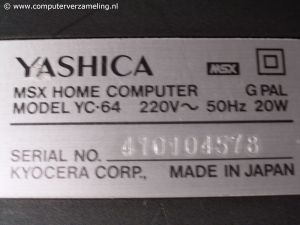 © www.computerverzameling.nl
YASHICA MSX
MSX HOME COMPUTER G PAL
MODEL YC-64 220V~ 50Hz 20W
SERIAL NO. 410104578
KYOCERA CORP., MADE IN JAPAN